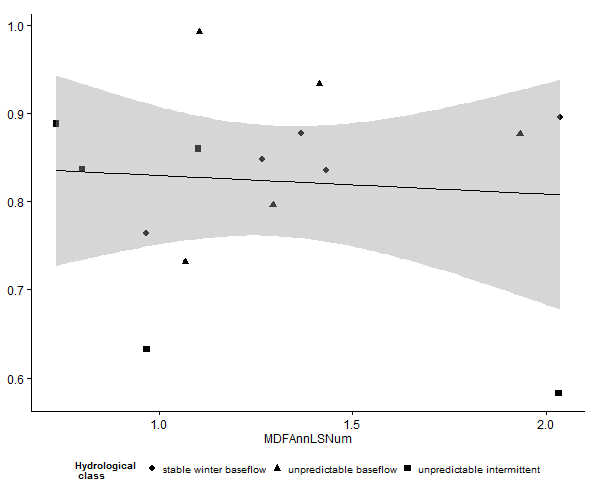 1.0
0.9
0.8
0.7
0.6
1.0 1.5 2.0
MDFAnnLSNum
Hydrological class
stable winter baseflow unpredictable baseflow unpredictable intermittent